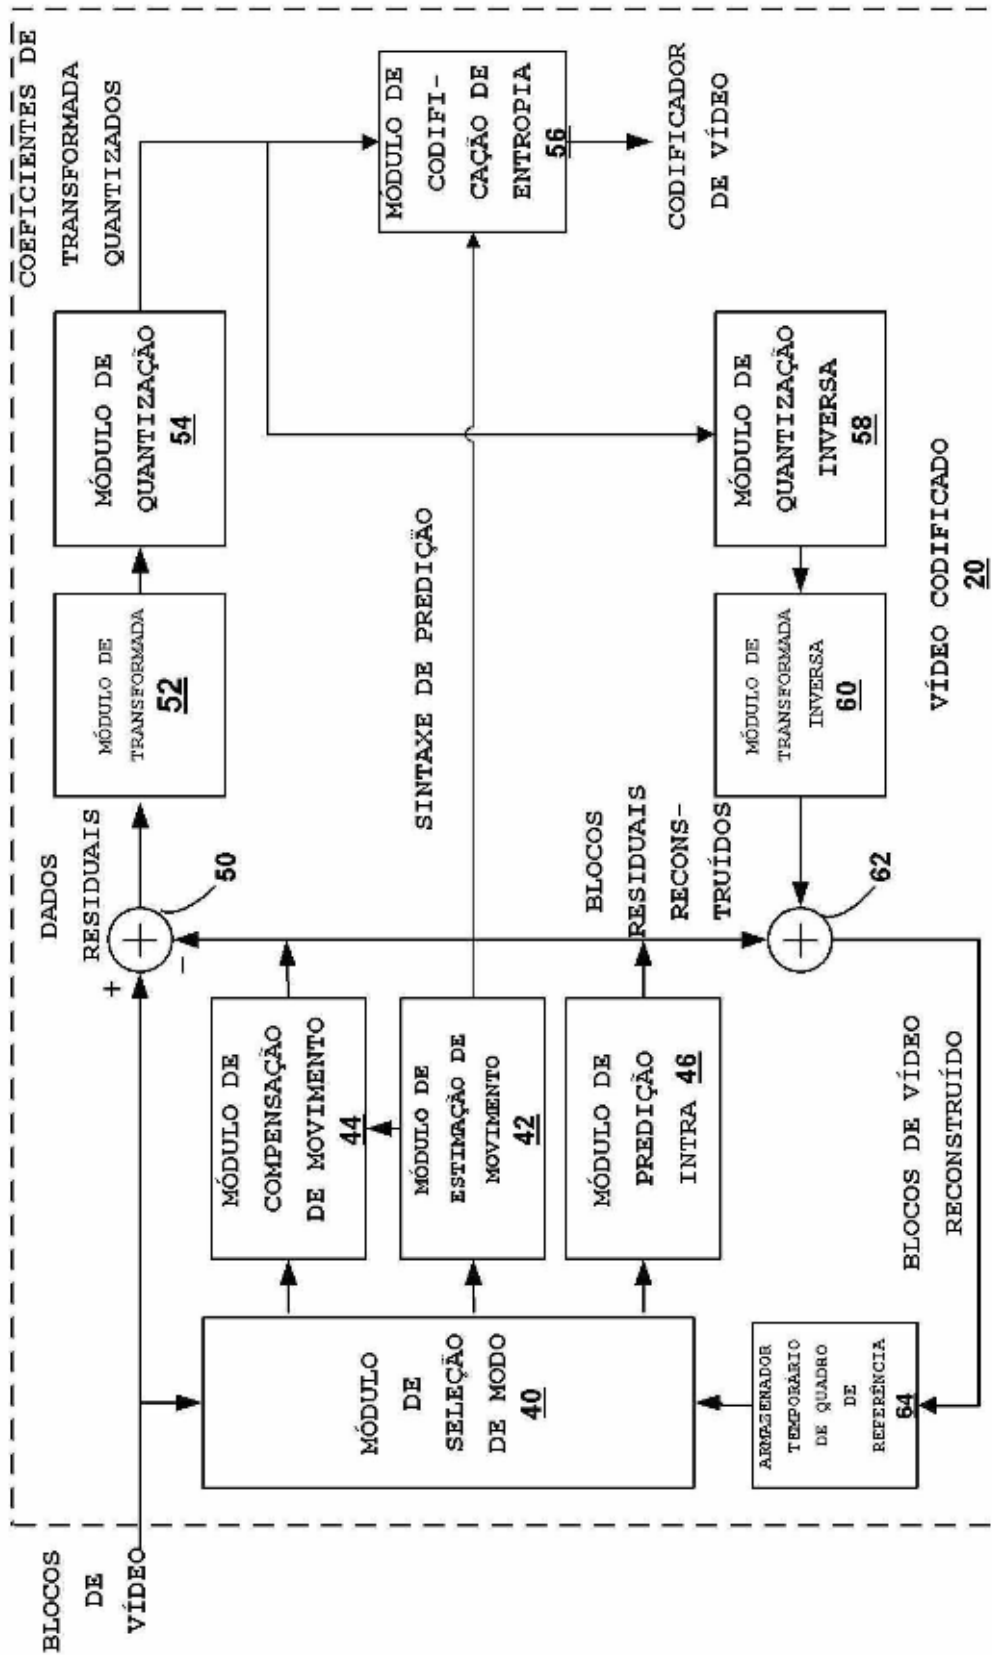 BLOCOS
DE
VÍDEO
+
-
DADOS
RESIDUAIS
50
MÓDULO DE
TRANSFORMADA
52
MÓDULO DE
QUANTIZAÇÃO
54
COEFICIENTES DE
TRANSFORMADA
QUANTIZADOS
MÓDULO DE
SELEÇÃO
DE MODO
40
MÓDULO DE
COMPENSAÇÃO
DE MOVIMENTO
44
MÓDULO DE
ESTIMAÇÃO DE
MOVIMENTO
42
MÓDULO DE
PREDIÇÃO
INTRA 46
SINTAXE DE PREDIÇÃO
MÓDULO DE
CODIFI-
CAÇÃO DE
ENTROPIA
56
CODIFICADOR
DE VÍDEO
BLOCOS
RESIDUAIS
RECONS-
TRUÍDOS
62
MÓDULO DE
TRANSFORMADA
INVERSA
60
MÓDULO DE
QUANTIZAÇÃO
INVERSA
58
ARMAZENADOR
TEMPORÁRIO
DE QUADRO
DE
REFERÊNCIA
64
BLOCOS DE VÍDEO
RECONSTRUÍDO
VÍDEO CODIFICADO
20